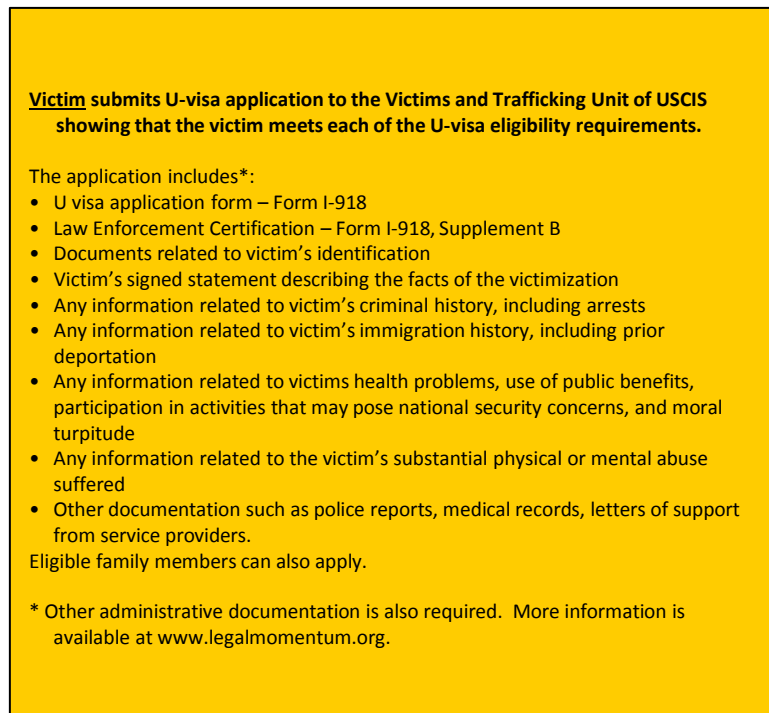 Victim submits U-visa application to the Victims and Trafficking Unit of USCIS
showing that the victim meets each of the U-visa eligibility requirements.
The application includes*:
• U visa application form – Form I-918
• Law Enforcement Certification – Form I-918, Supplement B
• Documents related to victim’s identification
• Victim’s signed statement describing the facts of the victimization
• Any information related to victim’s criminal history, including arrests
• Any information related to victim’s immigration history, including prior
deportation
• Any information related to victims health problems, use of public benefits,
participation in activities that may pose national security concerns, and moral
turpitude
• Any information related to the victim’s substantial physical or mental abuse
suffered
• Other documentation such as police reports, medical records, letters of support
from service providers.
Eligible family members can also apply.
* Other administrative documentation is also required.  More information is
available at www.legalmomentum.org.